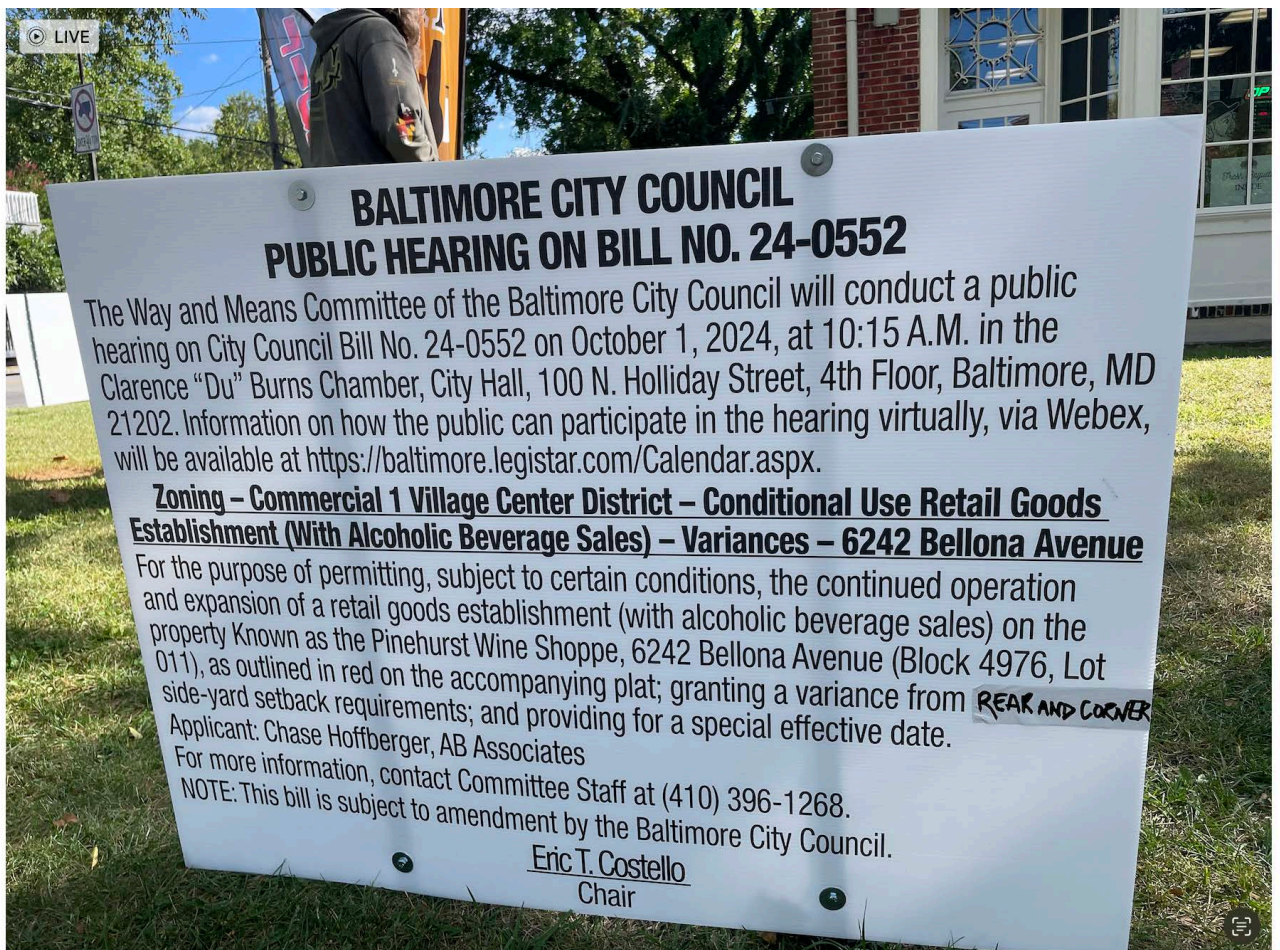 LIVE
BALTIMORE CITY COUNCIL
PUBLIC HEARING ON BILL NO. 24-0552
The Way and Means Committee of the Baltimore City Council will conduct a public
hearing on City Council Bill No. 24-0552 on October 1, 2024, at 10:15 A.M. in the
Clarence “Du” Burns Chamber, City Hall, 100 N. Holliday Street, 4th Floor, Baltimore, MD
21202. Information on how the public can participate in the hearing virtually, via Webex,
will be available at https://baltimore.legistar.com/Calendar.aspx.
Zoning – Commercial 1 Village Center District – Conditional Use Retail Goods
Establishment (With Alcoholic Beverage Sales) – Variances – 6242 Bellona Avenue
For the purpose of permitting, subject to certain conditions, the continued operation
and expansion of a retail goods establishment (with alcoholic beverage sales) on the
property Known as the Pinehurst Wine Shoppe, 6242 Bellona Avenue (Block 4976, Lot
011), as outlined in red on the accompanying plat; granting a variance from REAR AND CORNER
side-yard setback requirements; and providing for a special effective date.
Applicant: Chase Hoffberger, AB Associates
For more information, contact Committee Staff at (410) 396-1268.
NOTE: This bill is subject to amendment by the Baltimore City Council.
Eric T. Costello
Chair